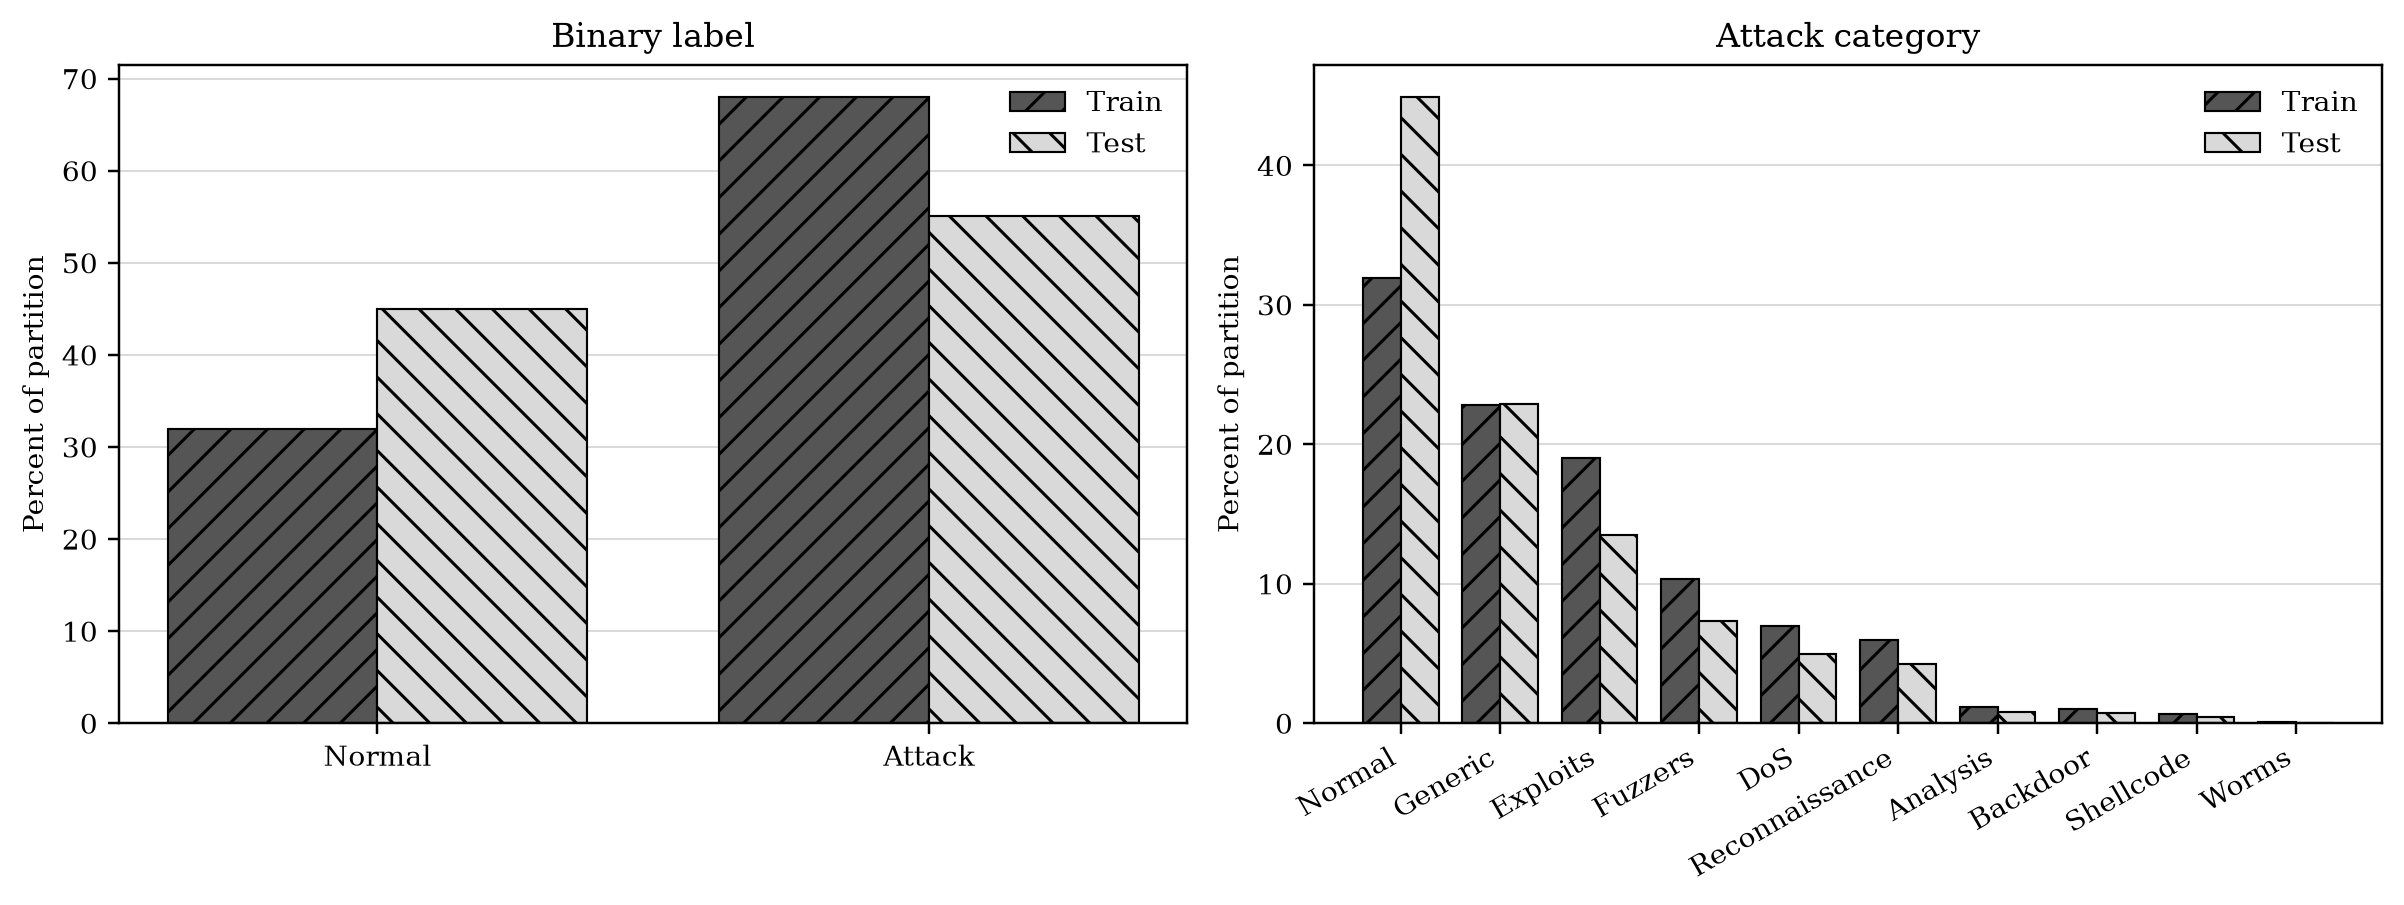 Binary label
Percent of partition
70
60
50
40
30
20
10
0
Normal
Attack
Train
Test
Attack category
Percent of partition
40
30
20
10
0
Normal
Generic
Exploits
Fuzzers
DoS
Reconnaissance
Analysis
Backdoor
Shellcode
Worms
Train
Test